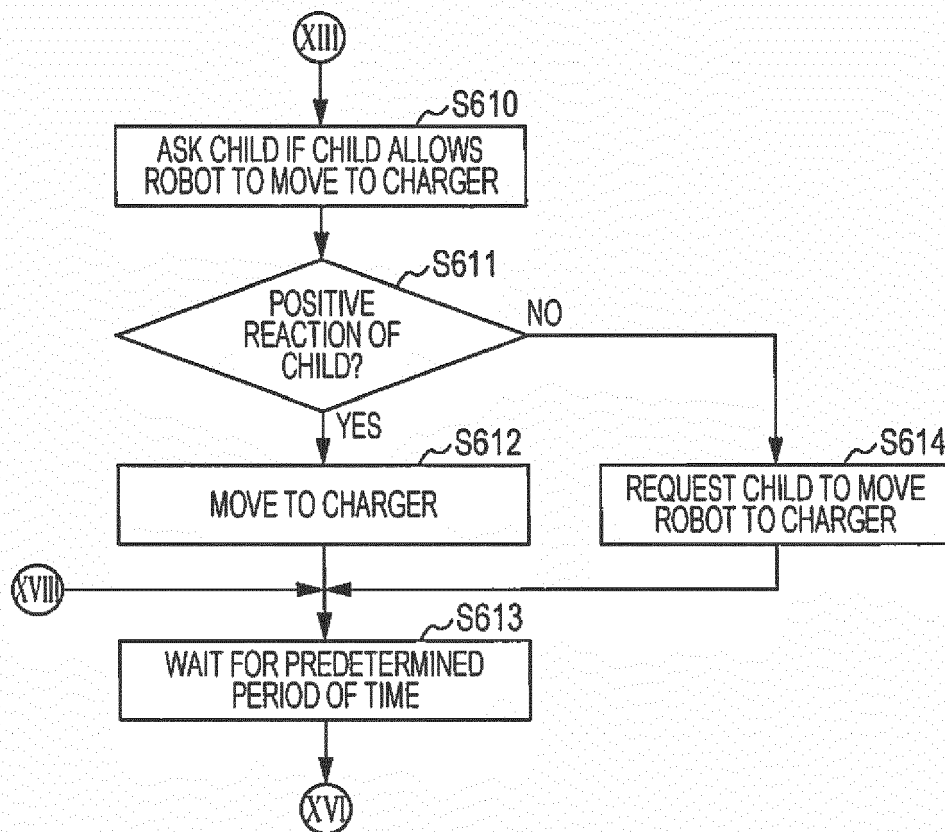 XIII
S610
ASK CHILD IF CHILD ALLOWS
ROBOT TO MOVE TO CHARGER
S611
POSITIVE
REACTION OF
CHILD?
NO
YES
S612
MOVE TO CHARGER
S614
REQUEST CHILD TO MOVE
ROBOT TO CHARGER
XVIII
S613
WAIT FOR PREDETERMINED
PERIOD OF TIME
XVI